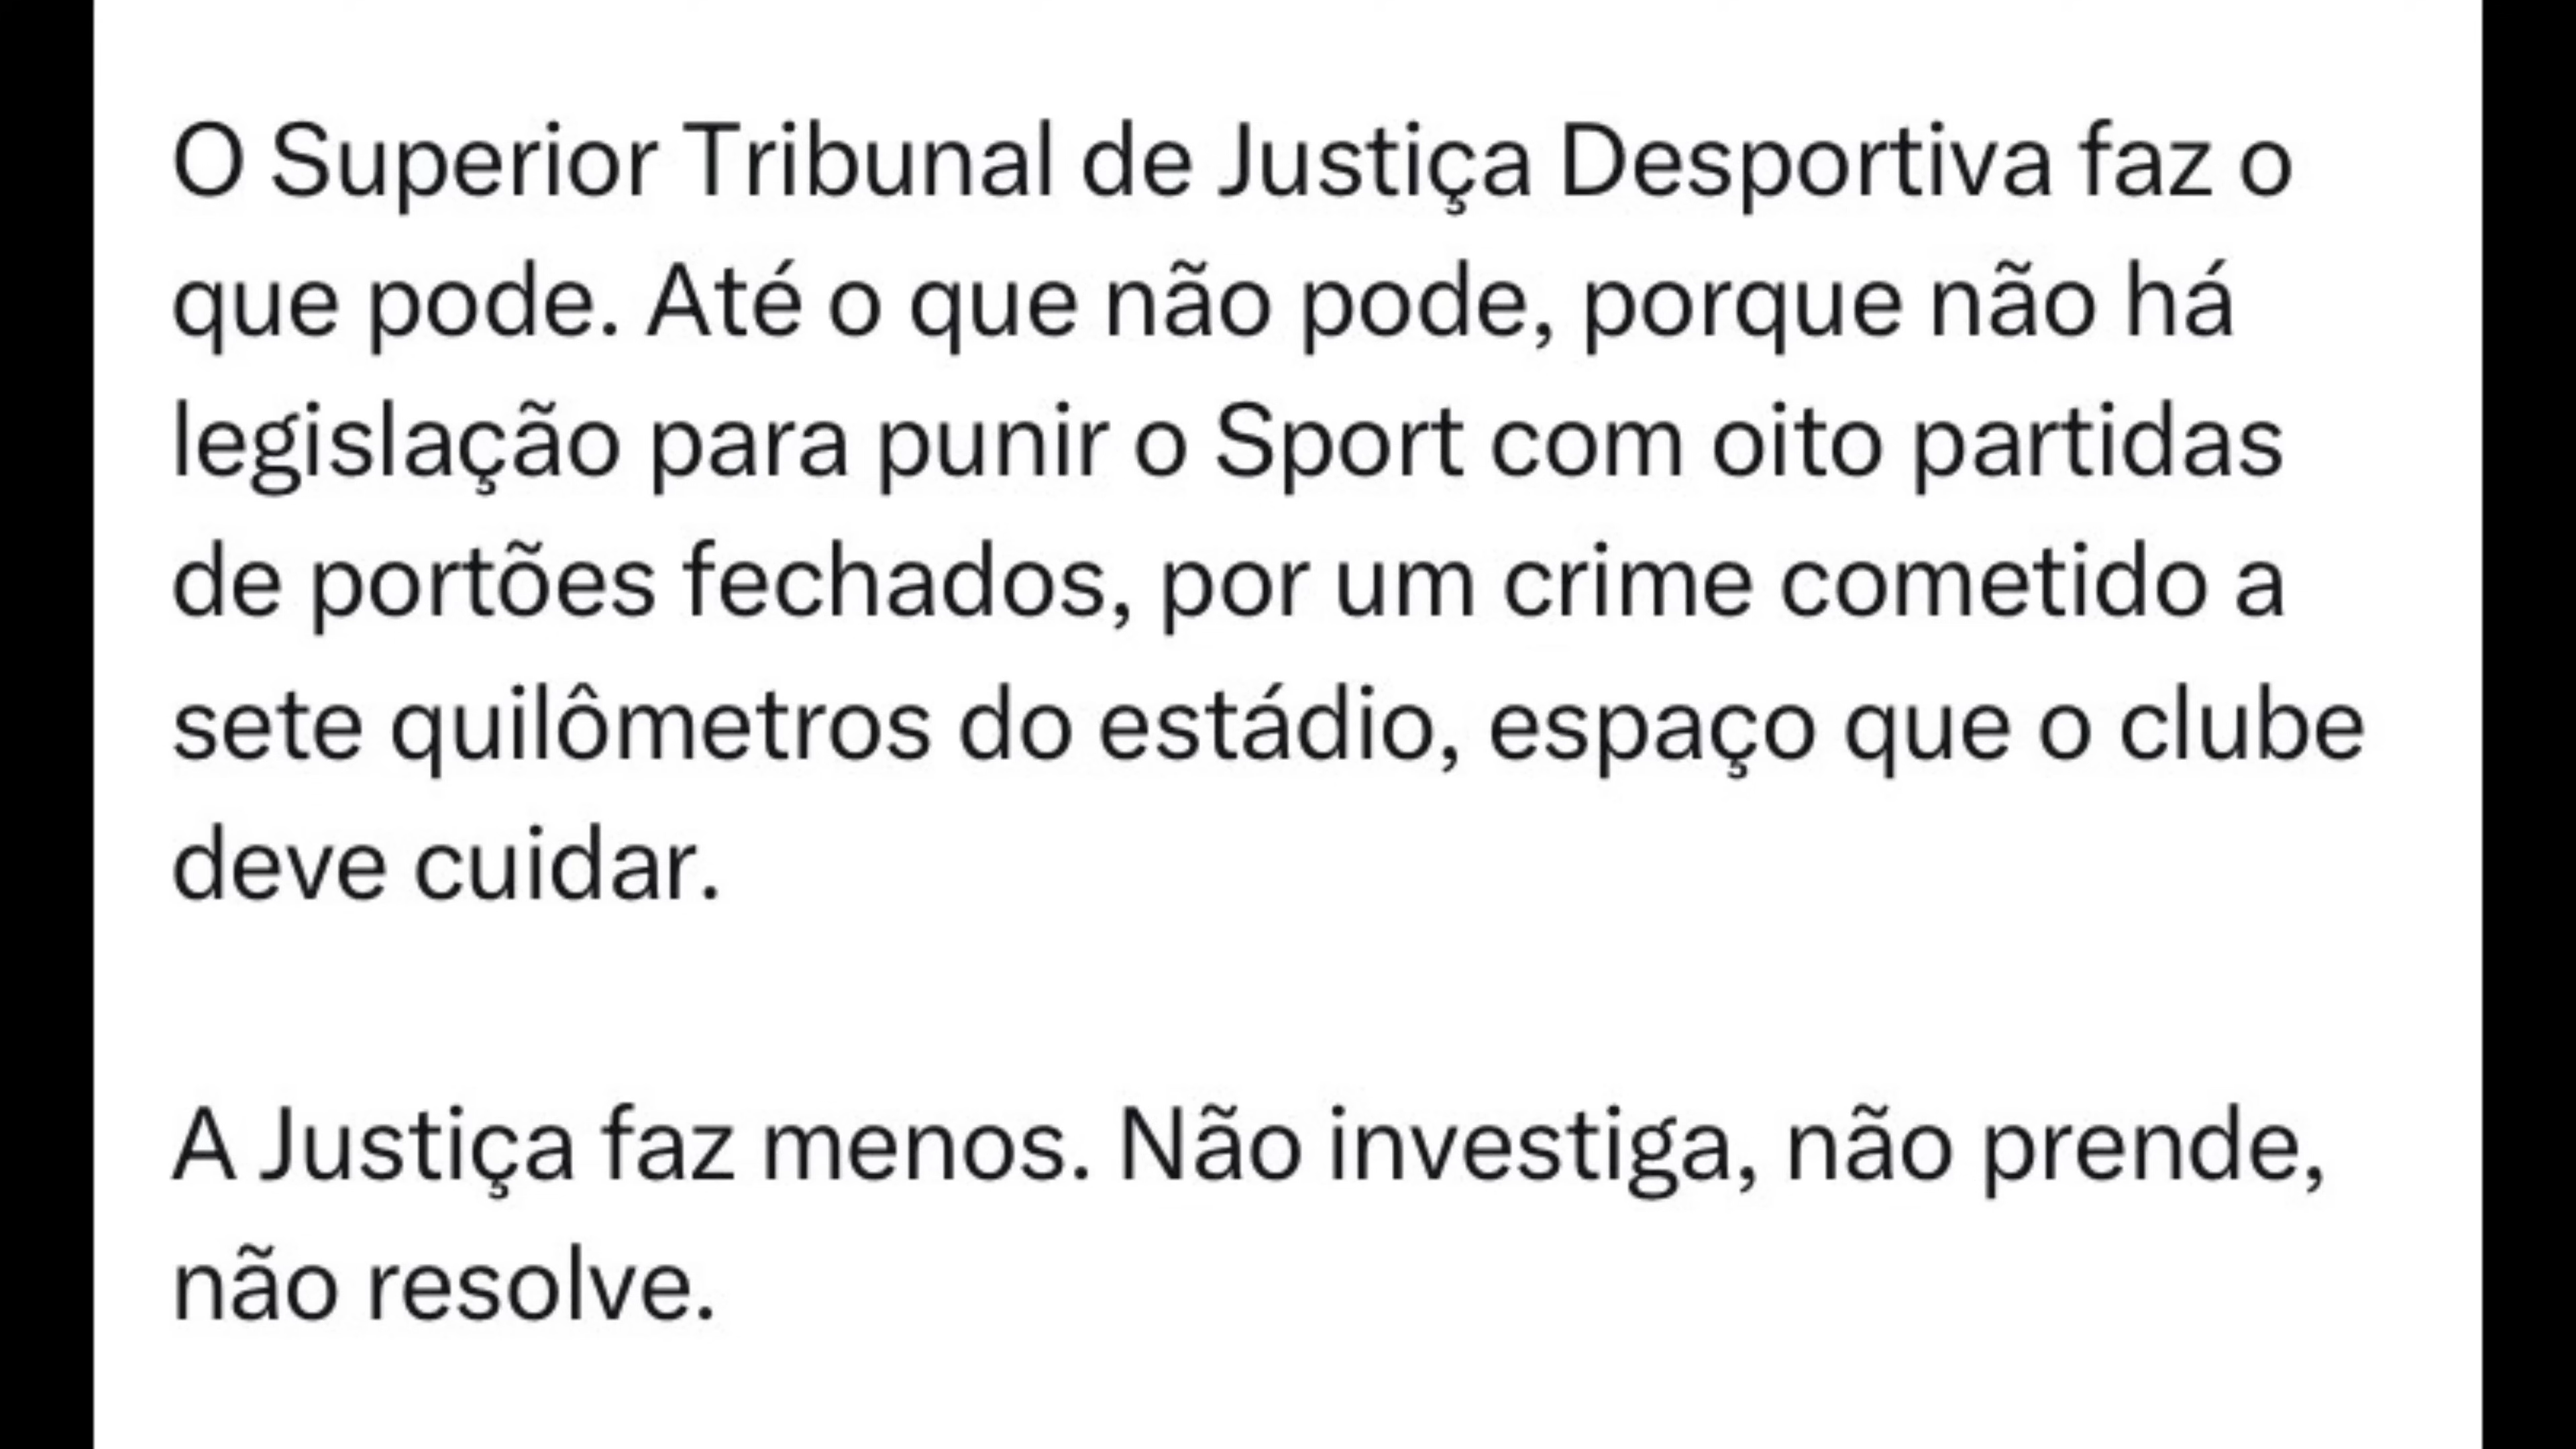 O Superior Tribunal de Justiça Desportiva faz o
que pode. Até o que não pode, porque não há
legislação para punir o Sport com oito partidas
de portões fechados, por um crime cometido a
sete quilômetros do estádio, espaço que o clube
deve cuidar.
A Justiça faz menos. Não investiga, não prende,
não resolve.